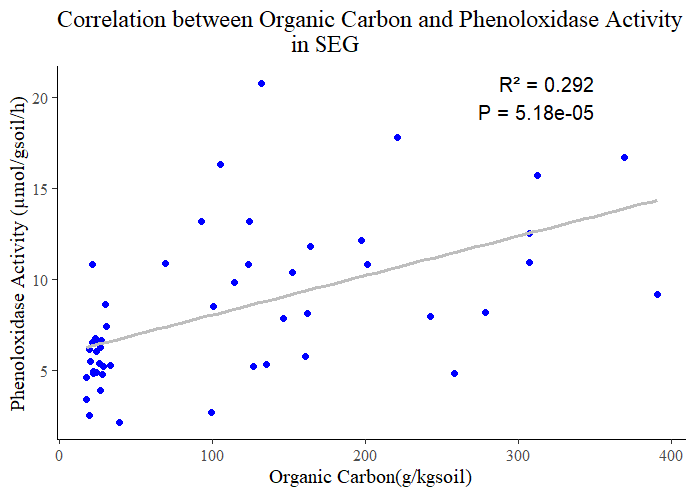 Correlation between Organic Carbon and Phenoloxidase Activity
in SEG
R² = 0.292
P = 5.18e-05
Phenoloxidase Activity (μmol/gsoil/h)
20
15
10
5
0
100
200
300
400
Organic Carbon(g/kgsoil)